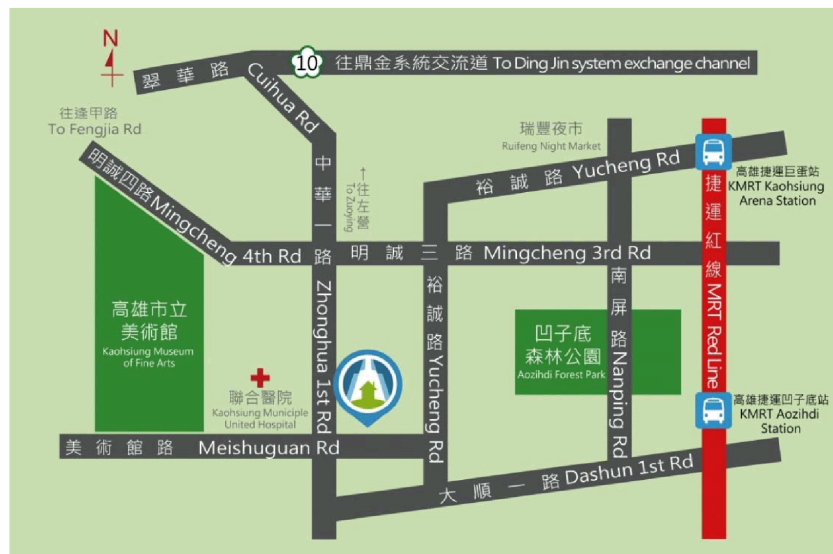 N
翠華路 Cuihua Rd
10
往鼎金系統交流道 To Ding Jin system exchange channel
往逢甲路
To Fengjia Rd
瑞豐夜市
Ruifeng Night Market
裕誠路 Yucheng Rd
高雄捷運巨蛋站
KMRT Kaohsiung
Arena Station
明誠四路 Mingcheng 4th Rd
中華一路 Zhonghua 1st Rd
←往左營
To Zuoying
明誠三路 Mingcheng 3rd Rd
捷運紅線 MRT Red Line
高雄市立
美術館
Kaohsiung Museum
of Fine Arts
裕誠路 Yucheng Rd
南屏路 Nanping Rd
凹子底
森林公園
Aozihdi Forest Park
聯合醫院
Kaohsiung Municiple
United Hospital
高雄捷運凹子底站
KMRT Aozihdi
Station
美術館路 Meishuguan Rd
大順一路 Dashun 1st Rd